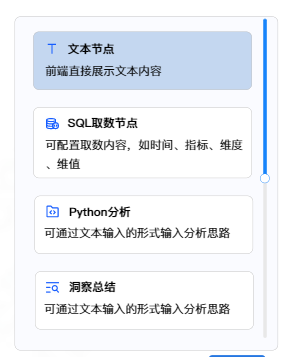 文本节点
前端直接展示文本内容
SQL取数节点
可配置取数内容，如时间、指标、维度
、维值
Python分析
可通过文本输入的形式输入分析思路
洞察总结
可通过文本输入的形式输入分析思路